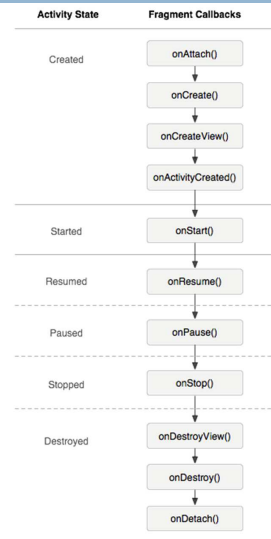 Activity State Fragment Callbacks
Created
onAttach()
onCreate()
onCreateView()
onActivityCreated()
Started onStart()
Resumed onResume()
Paused onPause()
Stopped onStop()
Destroyed
onDestroyView()
onDestroy()
onDetach()